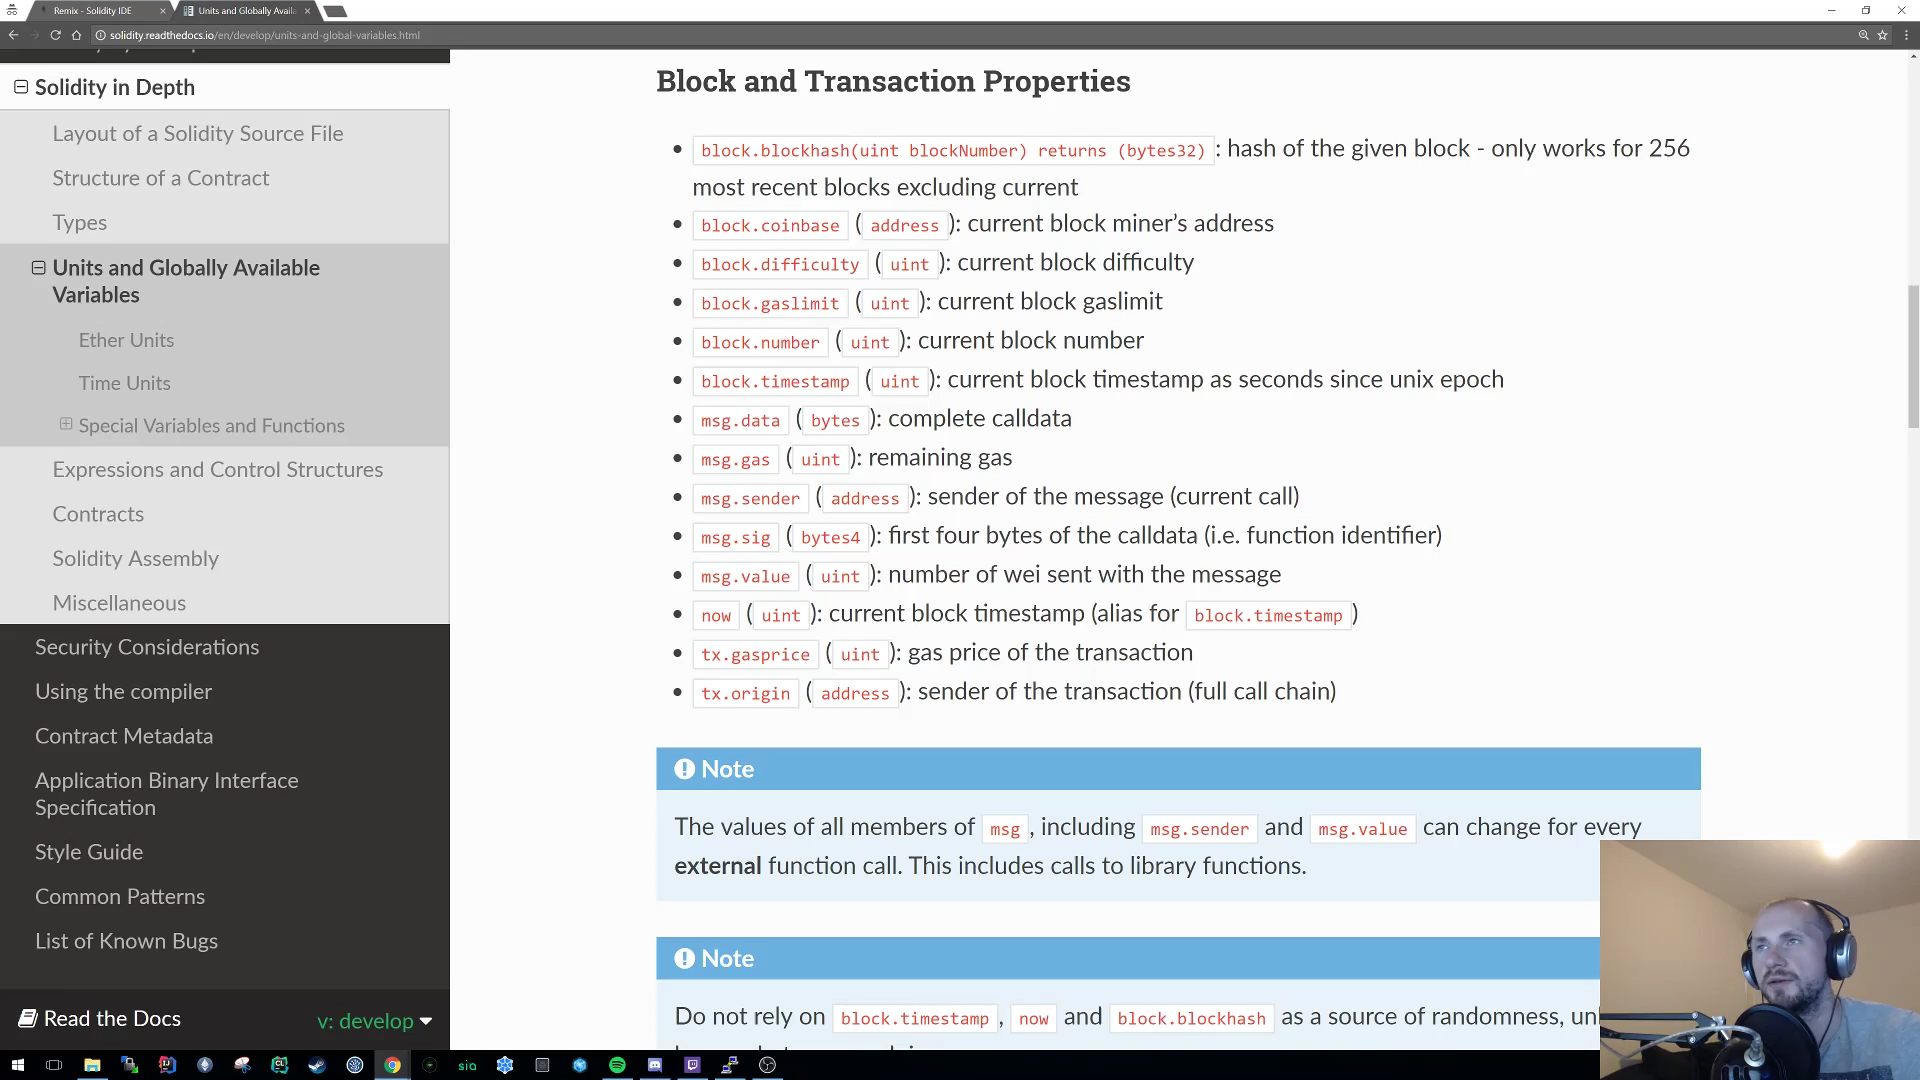 Remix - Solidity IDE
Units and Globally Availa
solidity.readthedocs.io/en/develop/units-and-global-variables.html
Solidity in Depth
Layout of a Solidity Source File
Structure of a Contract
Types
Units and Globally Available
Variables
Ether Units
Time Units
Special Variables and Functions
Expressions and Control Structures
Contracts
Solidity Assembly
Miscellaneous
Security Considerations
Using the compiler
Contract Metadata
Application Binary Interface
Specification
Style Guide
Common Patterns
List of Known Bugs
Read the Docs
v: develop
Block and Transaction Properties
block.blockhash(uint blockNumber) returns (bytes32) : hash of the given block - only works for 256
most recent blocks excluding current
block.coinbase ( address ): current block miner’s address
block.difficulty ( uint ): current block difficulty
block.gaslimit ( uint ): current block gaslimit
block.number ( uint ): current block number
block.timestamp ( uint ): current block timestamp as seconds since unix epoch
msg.data ( bytes ): complete calldata
msg.gas ( uint ): remaining gas
msg.sender ( address ): sender of the message (current call)
msg.sig ( bytes4 ): first four bytes of the calldata (i.e. function identifier)
msg.value ( uint ): number of wei sent with the message
now ( uint ): current block timestamp (alias for block.timestamp )
tx.gasprice ( uint ): gas price of the transaction
tx.origin ( address ): sender of the transaction (full call chain)
Note
The values of all members of msg , including msg.sender and msg.value can change for every
external function call. This includes calls to library functions.
Note
Do not rely on block.timestamp , now and block.blockhash as a source of randomness,
sia